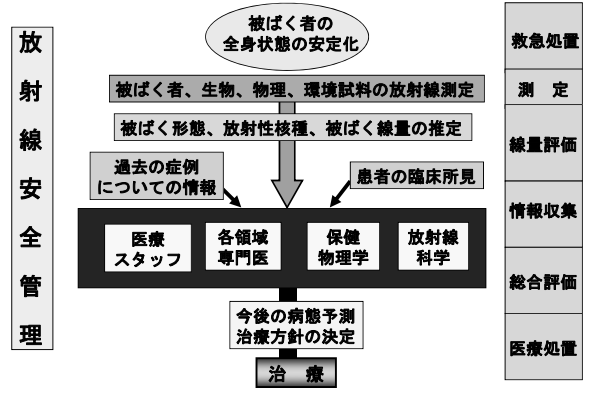 放射線安全管理
被ばく者の
全身状態の安定化
被ばく者、生物、物理、環境試料の放射線測定
被ばく形態、放射性核種、被ばく線量の推定
過去の症例
についての情報
患者の臨床所見
医療
スタッフ
各領域
専門医
保健
物理学
放射線
科学
今後の病態予測
治療方針の決定
治　療
救急処置
測　定
線量評価
情報収集
総合評価
医療処置